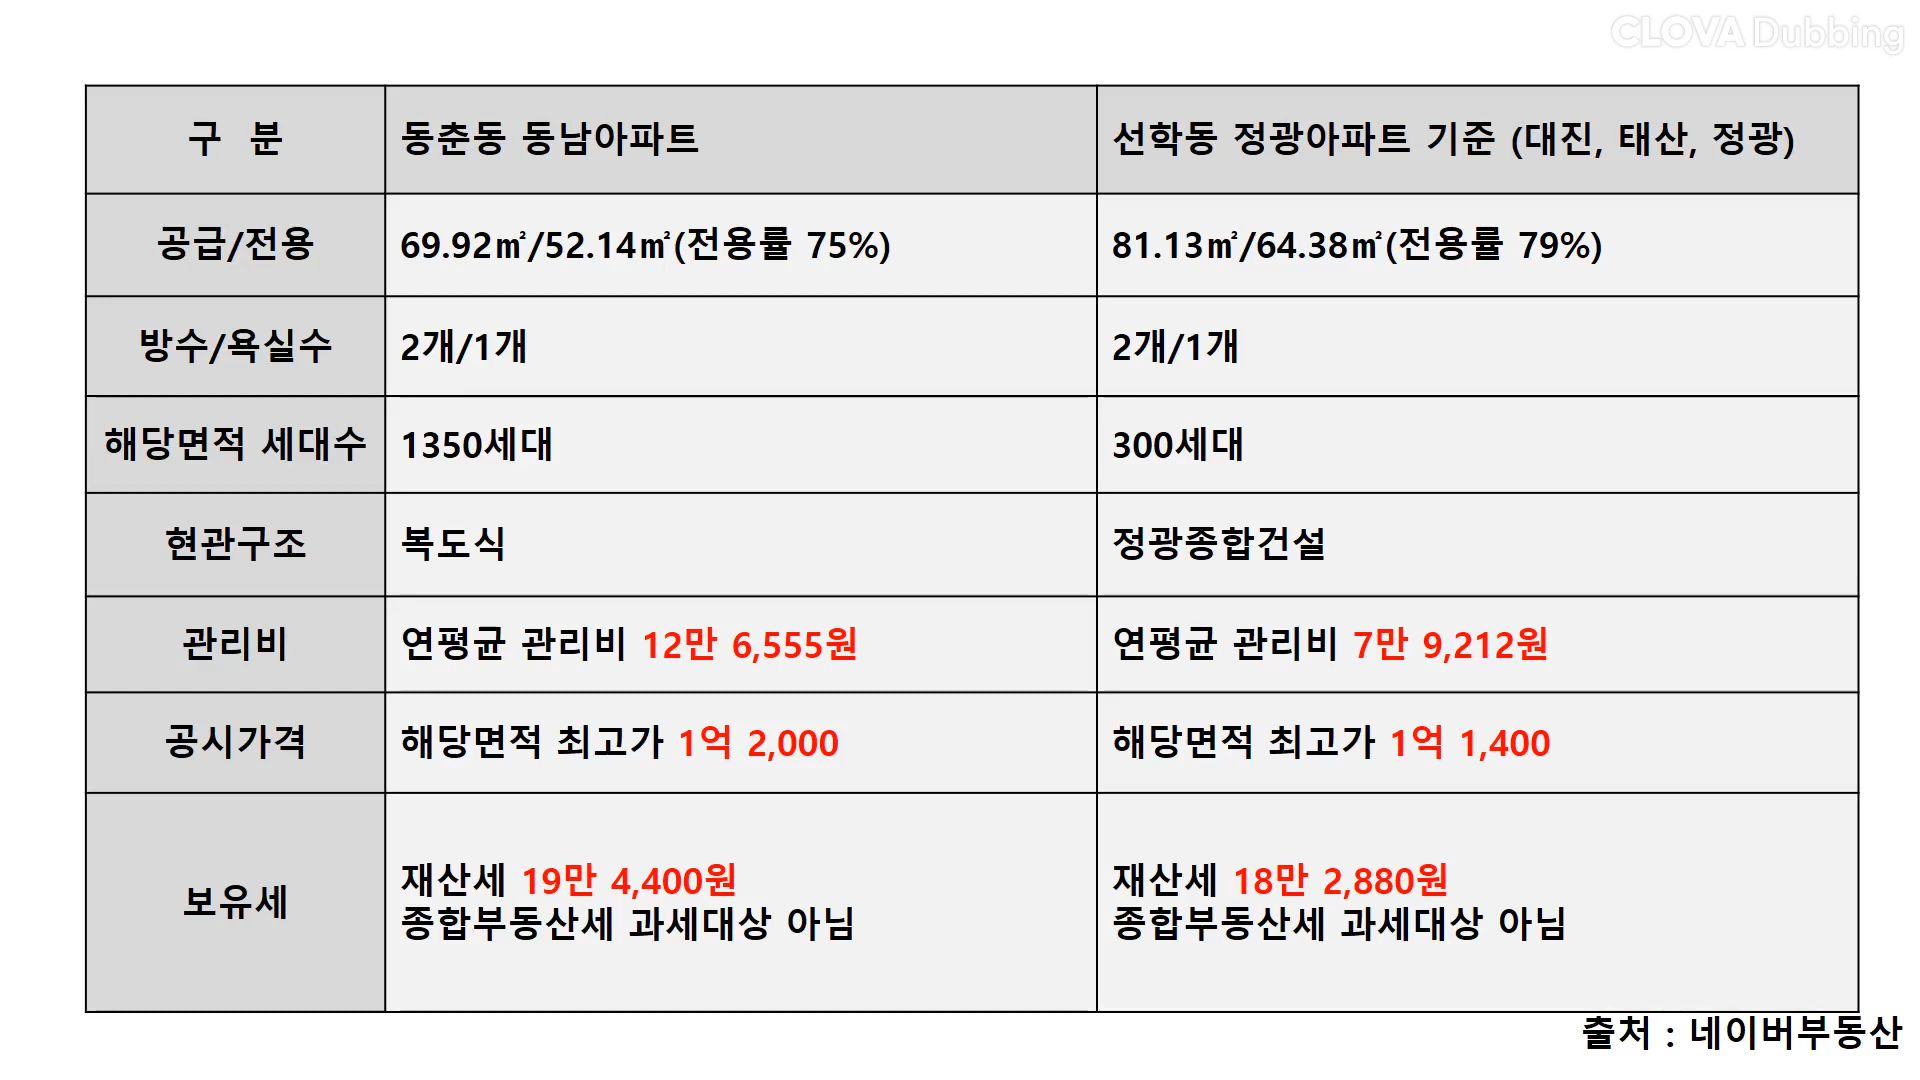 CLOVA Dubbing
구 분 동춘동 동남아파트 선학동 정광아파트 기준 (대진, 태산, 정광)
공급/전용 69.92㎡/52.14㎡(전용률 75%) 81.13㎡/64.38㎡(전용률 79%)
방수/욕실수 2개/1개 2개/1개
해당면적 세대수 1350세대 300세대
현관구조 복도식 정광종합건설
관리비 연평균 관리비 12만 6,555원 연평균 관리비 7만 9,212원
공시가격 해당면적 최고가 1억 2,000 해당면적 최고가 1억 1,400
보유세
재산세 19만 4,400원
종합부동산세 과세대상 아님
재산세 18만 2,880원
종합부동산세 과세대상 아님
출처 : 네이버부동산